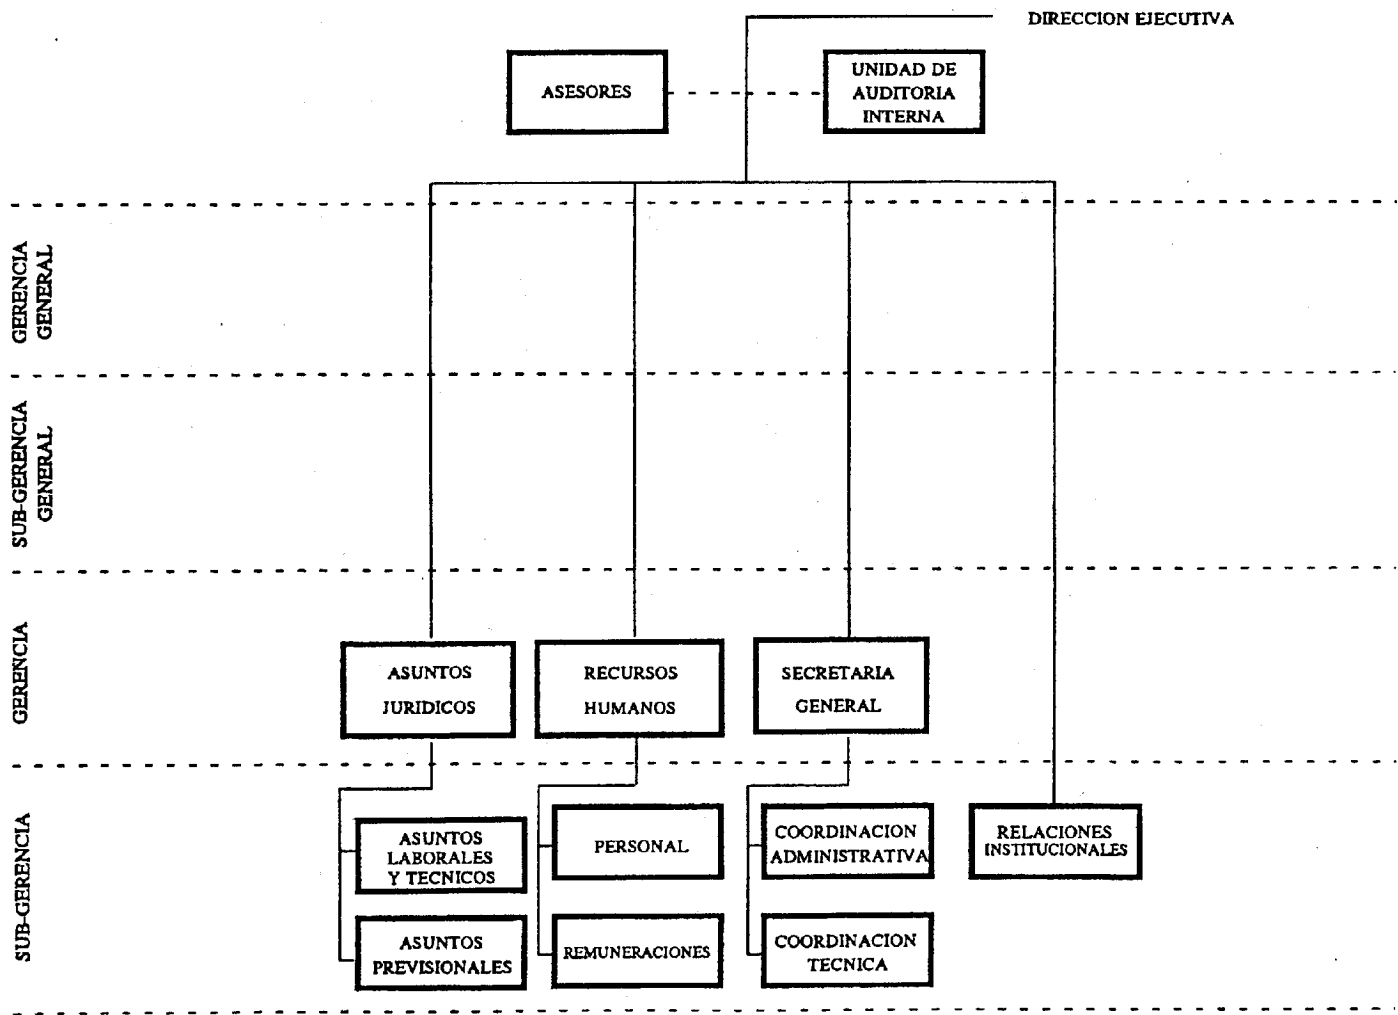 DIRECCION EJECUTIVA
ASESORES
UNIDAD DE
AUDITORIA
INTERNA
GERENCIA
GENERAL
SUB-GERENCIA
GENERAL
GERENCIA
ASUNTOS
JURIDICOS
RECURSOS
HUMANOS
SECRETARIA
GENERAL
SUB-GERENCIA
ASUNTOS
LABORALES
Y TECNICOS
PERSONAL
COORDINACION
ADMINISTRATIVA
RELACIONES
INSTITUCIONALES
ASUNTOS
PREVISIONALES
REMUNERACIONES
COORDINACION
TECNICA